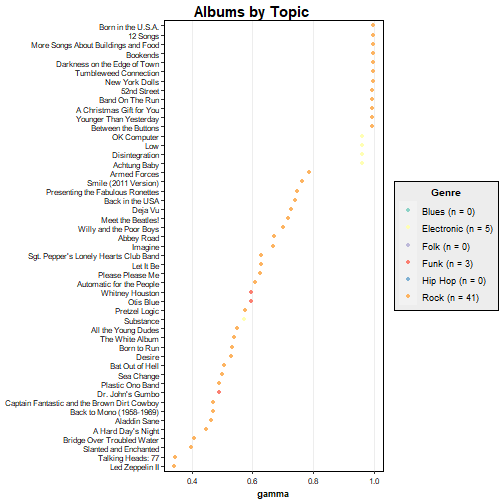 Albums by Topic
Born in the U.S.A.
12 Songs
More Songs About Buildings and Food
Bookends
Darkness on the Edge of Town
Tumbleweed Connection
New York Dolls
52nd Street
Band On The Run
A Christmas Gift for You
Younger Than Yesterday
Between the Buttons
OK Computer
Low
Disintegration
Achtung Baby
Armed Forces
Smile (2011 Version)
Presenting the Fabulous Ronettes
Back in the USA
Deja Vu
Meet the Beatles!
Willy and the Poor Boys
Abbey Road
Imagine
Sgt. Pepper's Lonely Hearts Club Band
Let It Be
Please Please Me
Automatic for the People
Whitney Houston
Otis Blue
Pretzel Logic
Substance
All the Young Dudes
The White Album
Born to Run
Desire
Bat Out of Hell
Sea Change
Plastic Ono Band
Dr. John's Gumbo
Captain Fantastic and the Brown Dirt Cowboy
Back to Mono (1958-1969)
Aladdin Sane
A Hard Day's Night
Bridge Over Troubled Water
Slanted and Enchanted
Talking Heads: 77
Led Zeppelin II
0.4 0.6 0.8 1.0
gamma
Genre
Blues (n = 0)
Electronic (n = 5)
Folk (n = 0)
Funk (n = 3)
Hip Hop (n = 0)
Rock (n = 41)